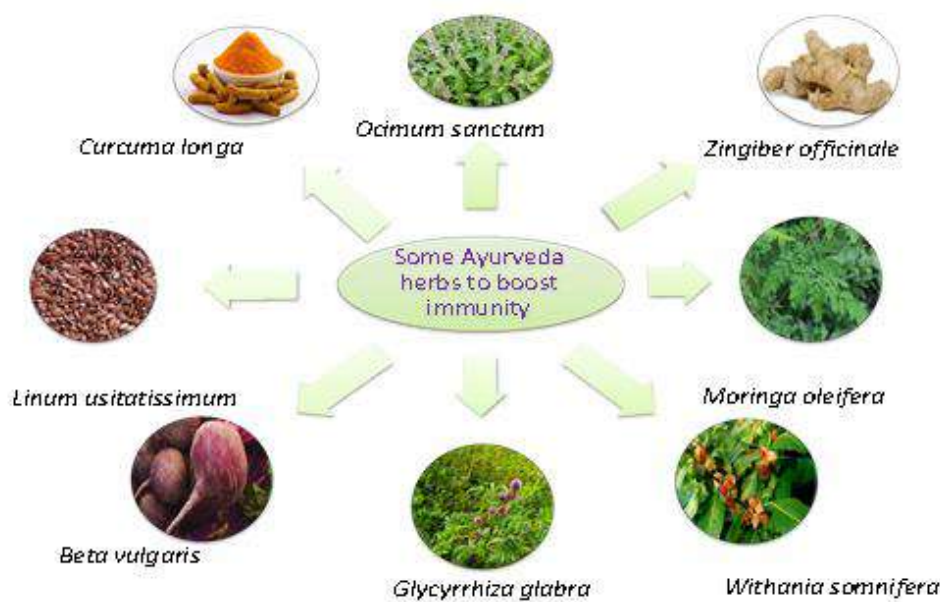 Curcuma longa
Ocimum sanctum
Zingiber officinale
Some Ayurveda
herbs to boost
immunity
Linum usitatissimum
Moringa oleifera
Beta vulgaris
Glycyrrhiza glabra
Withania somnifera